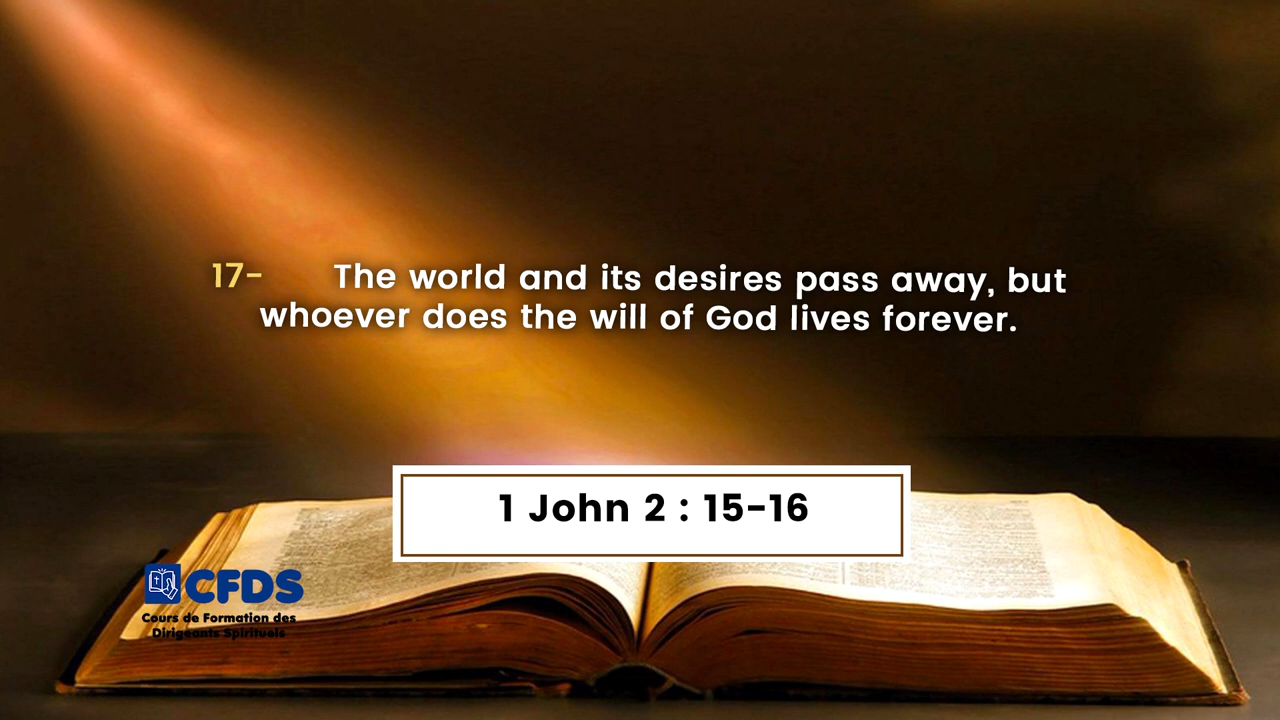 17- The world and its desires pass away, but
whoever does the will of God lives forever.
1 John 2 : 15-16
CFDS
Cours de Formation des
Dirigeants Spirituels